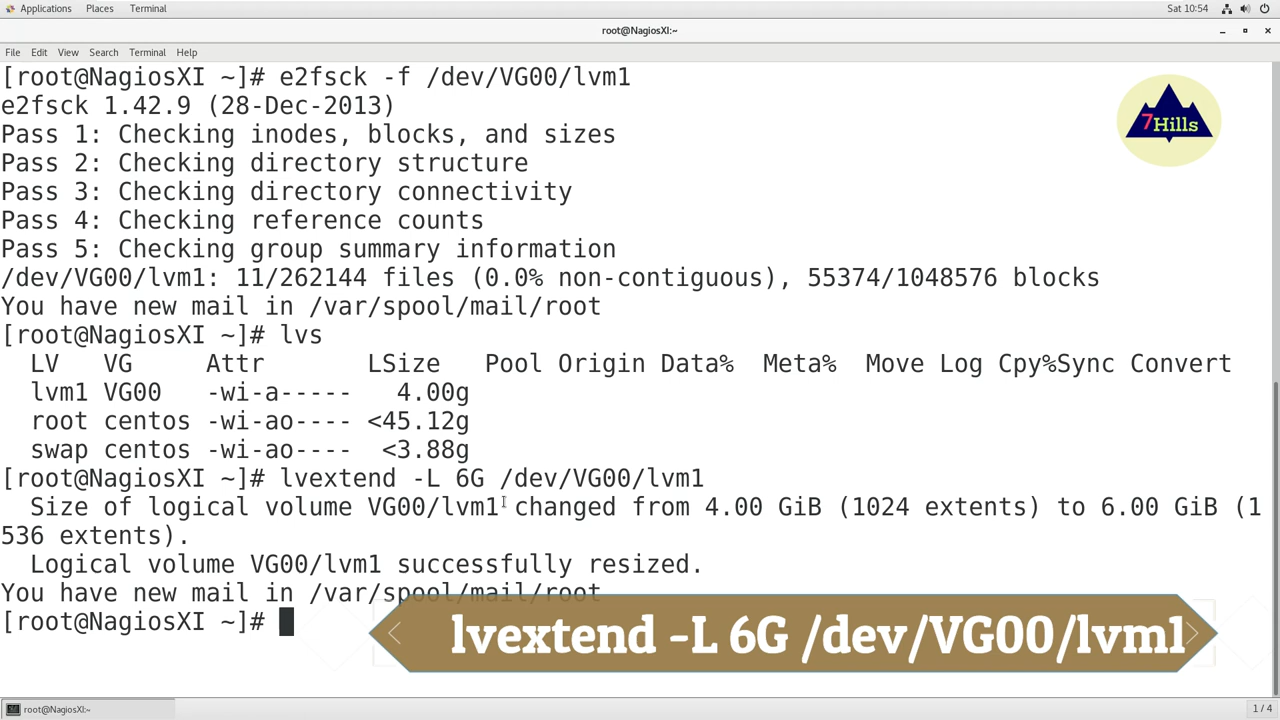 Applications Places Terminal Sat 10:54
root@NagiosXI:~
File Edit View Search Terminal Help
[root@NagiosXI ~]# e2fsck -f /dev/VG00/lvm1
e2fsck 1.42.9 (28-Dec-2013)
Pass 1: Checking inodes, blocks, and sizes
Pass 2: Checking directory structure
Pass 3: Checking directory connectivity
Pass 4: Checking reference counts
Pass 5: Checking group summary information
/dev/VG00/lvm1: 11/262144 files (0.0% non-contiguous), 55374/1048576 blocks
You have new mail in /var/spool/mail/root
[root@NagiosXI ~]# lvs
  LV   VG     Attr       LSize   Pool Origin Data%  Meta%  Move Log Cpy%Sync Convert
  lvm1 VG00   -wi-a-----   4.00g
  root centos -wi-ao---- <45.12g
  swap centos -wi-ao----  <3.88g
[root@NagiosXI ~]# lvextend -L 6G /dev/VG00/lvm1
  Size of logical volume VG00/lvm1 changed from 4.00 GiB (1024 extents) to 6.00 GiB (1
536 extents).
  Logical volume VG00/lvm1 successfully resized.
You have new mail in /var/spool/mail/root
[root@NagiosXI ~]#
7Hills
lvextend -L 6G /dev/VG00/lvm1
root@NagiosXI:~ 1 / 4